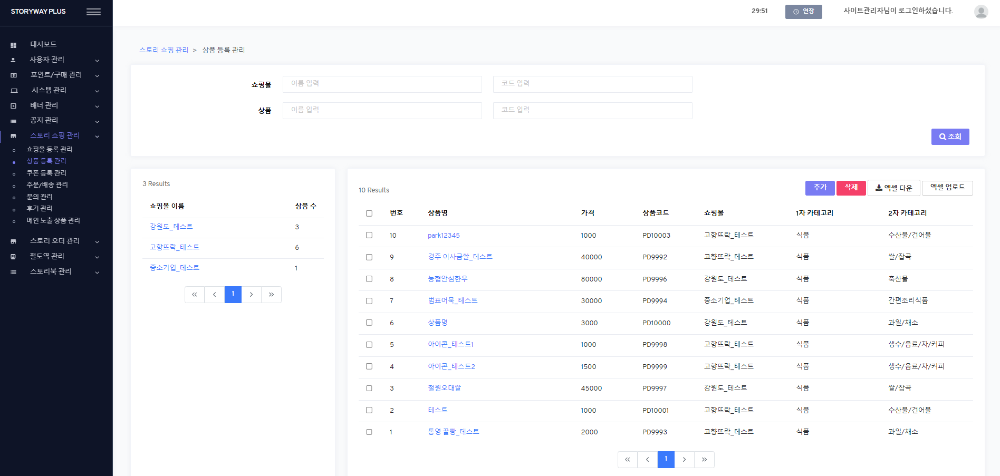 STORYWAY PLUS
29:51
연장
사이트관리자님이 로그인하셨습니다.
대시보드
사용자 관리
포인트/구매 관리
시스템 관리
배너 관리
공지 관리
스토리 쇼핑 관리
쇼핑몰 등록 관리
상품 등록 관리
쿠폰 등록 관리
주문/배송 관리
문의 관리
후기 관리
메인 노출 상품 관리
스토리 오더 관리
철도역 관리
스토리북 관리
스토리 쇼핑 관리 > 상품 등록 관리
쇼핑몰 이름 입력 코드 입력
상품 이름 입력 코드 입력
조회
3 Results
쇼핑몰 이름 상품 수
강원도_테스트 3
고향뜨락_테스트 6
중소기업_테스트 1
« ‹ 1 › »
10 Results
추가 삭제 엑셀 다운 엑셀 업로드
번호 상품명 가격 상품코드 쇼핑몰 1차 카테고리 2차 카테고리
10 park12345 1000 PD10003 고향뜨락_테스트 식품 수산물/건어물
9 경주 이사금쌀_테스트 40000 PD9992 고향뜨락_테스트 식품 쌀/잡곡
8 농협안심한우 80000 PD9996 강원도_테스트 식품 축산물
7 범표어묵_테스트 30000 PD9994 중소기업_테스트 식품 간편조리식품
6 상품명 3000 PD10000 강원도_테스트 식품 과일/채소
5 아이콘_테스트1 1000 PD9998 고향뜨락_테스트 식품 생수/음료/차/커피
4 아이콘_테스트2 1500 PD9999 고향뜨락_테스트 식품 생수/음료/차/커피
3 철원오대쌀 45000 PD9997 강원도_테스트 식품 쌀/잡곡
2 테스트 1000 PD10001 고향뜨락_테스트 식품 수산물/건어물
1 통영 꿀빵_테스트 2000 PD9993 고향뜨락_테스트 식품 과일/채소
« ‹ 1 › »